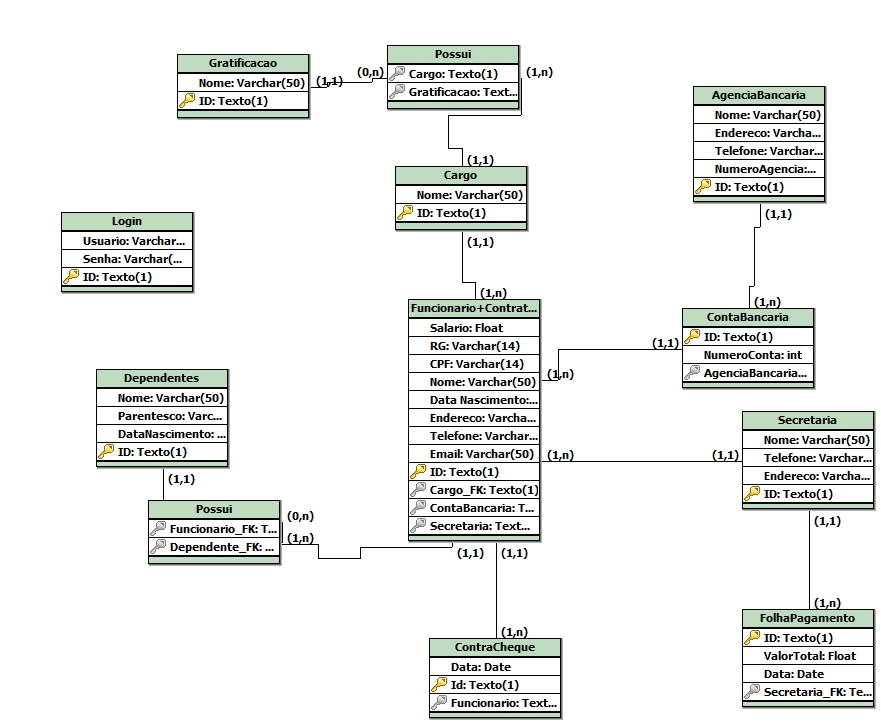 Gratificacao
Nome: Varchar(50)
ID: Texto(1)
(1,1)
(0,n)
Possui
Cargo: Texto(1)
Gratificacao: Text...
(1,n)
(1,1)
Cargo
Nome: Varchar(50)
ID: Texto(1)
(1,1)
(1,n)
AgenciaBancaria
Nome: Varchar(50)
Endereco: Varcha...
Telefone: Varchar...
NumeroAgencia:...
ID: Texto(1)
(1,1)
(1,n)
Login
Usuario: Varchar...
Senha: Varchar(...
ID: Texto(1)
Funcionario+Contrat...
Salario: Float
RG: Varchar(14)
CPF: Varchar(14)
Nome: Varchar(50)
Data Nascimento:...
Endereco: Varcha...
Telefone: Varchar...
Email: Varchar(50)
ID: Texto(1)
Cargo_FK: Texto(1)
ContaBancaria: T...
Secretaria: Text...
(1,n)
(1,1)
ContaBancaria
ID: Texto(1)
NumeroConta: int
AgenciaBancaria...
Dependentes
Nome: Varchar(50)
Parentesco: Varc...
DataNascimento: ...
ID: Texto(1)
(1,1)
Possui
Funcionario_FK: T...
Dependente_FK: ...
(0,n)
(1,n)
(1,1)
(1,1)
(1,n)
(1,1)
Secretaria
Nome: Varchar(50)
Telefone: Varchar...
Endereco: Varcha...
ID: Texto(1)
(1,1)
(1,n)
FolhaPagamento
ID: Texto(1)
ValorTotal: Float
Data: Date
Secretaria_FK: Te...
(1,n)
ContraCheque
Data: Date
Id: Texto(1)
Funcionario: Text...